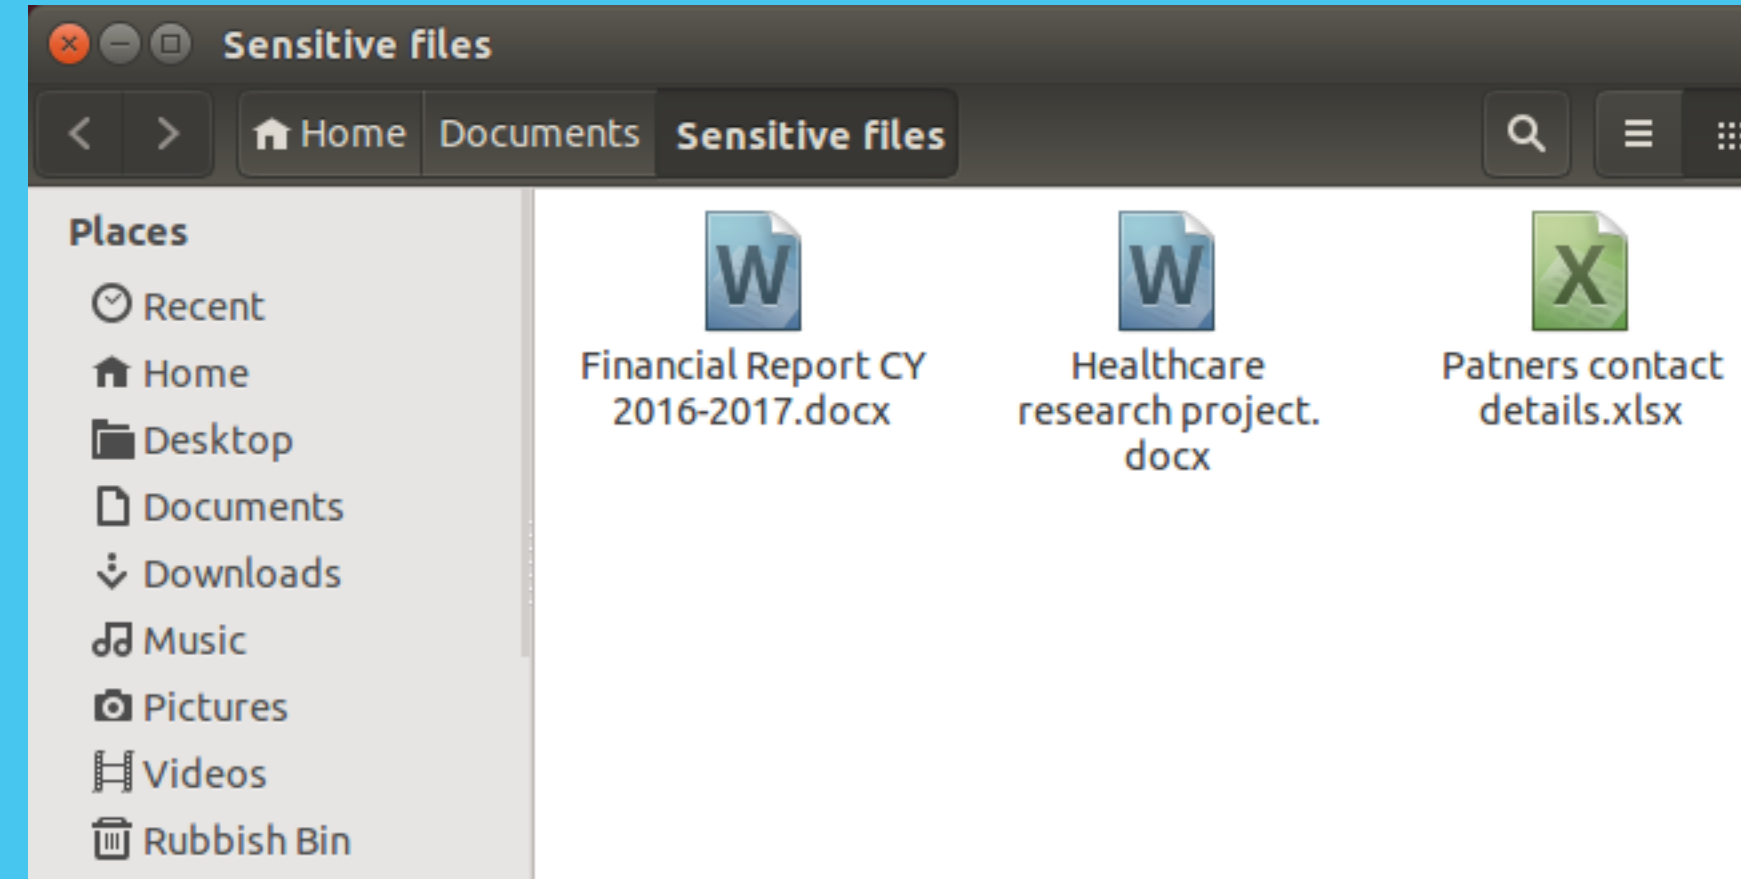 Sensitive files
Home Documents Sensitive files
Places
Recent
Home
Desktop
Documents
Downloads
Music
Pictures
Videos
Rubbish Bin
W
Financial Report CY
2016-2017.docx
W
Healthcare
research project.
docx
X
Patners contact
details.xlsx